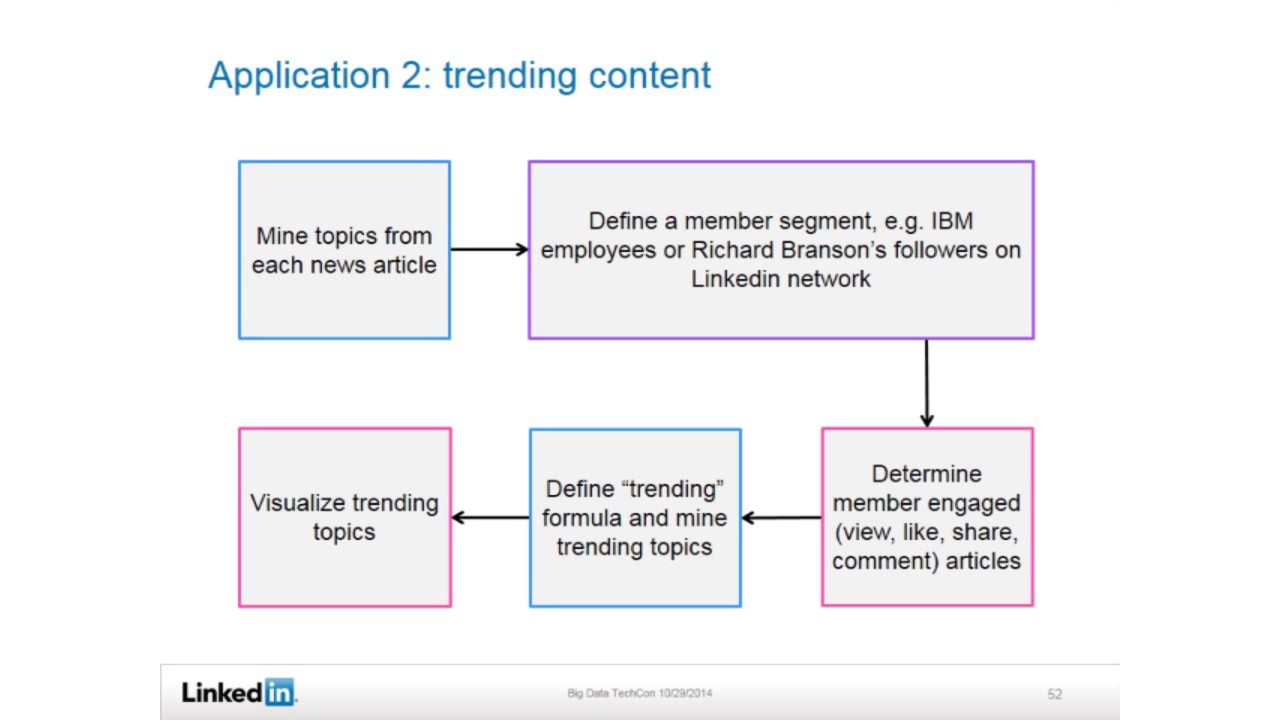 Application 2: trending content
Mine topics from
each news article
Define a member segment, e.g. IBM
employees or Richard Branson’s followers on
Linkedin network
Determine
member engaged
(view, like, share,
comment) articles
Define “trending”
formula and mine
trending topics
Visualize trending
topics
Linked in.
Big Data TechCon 10/29/2014
52